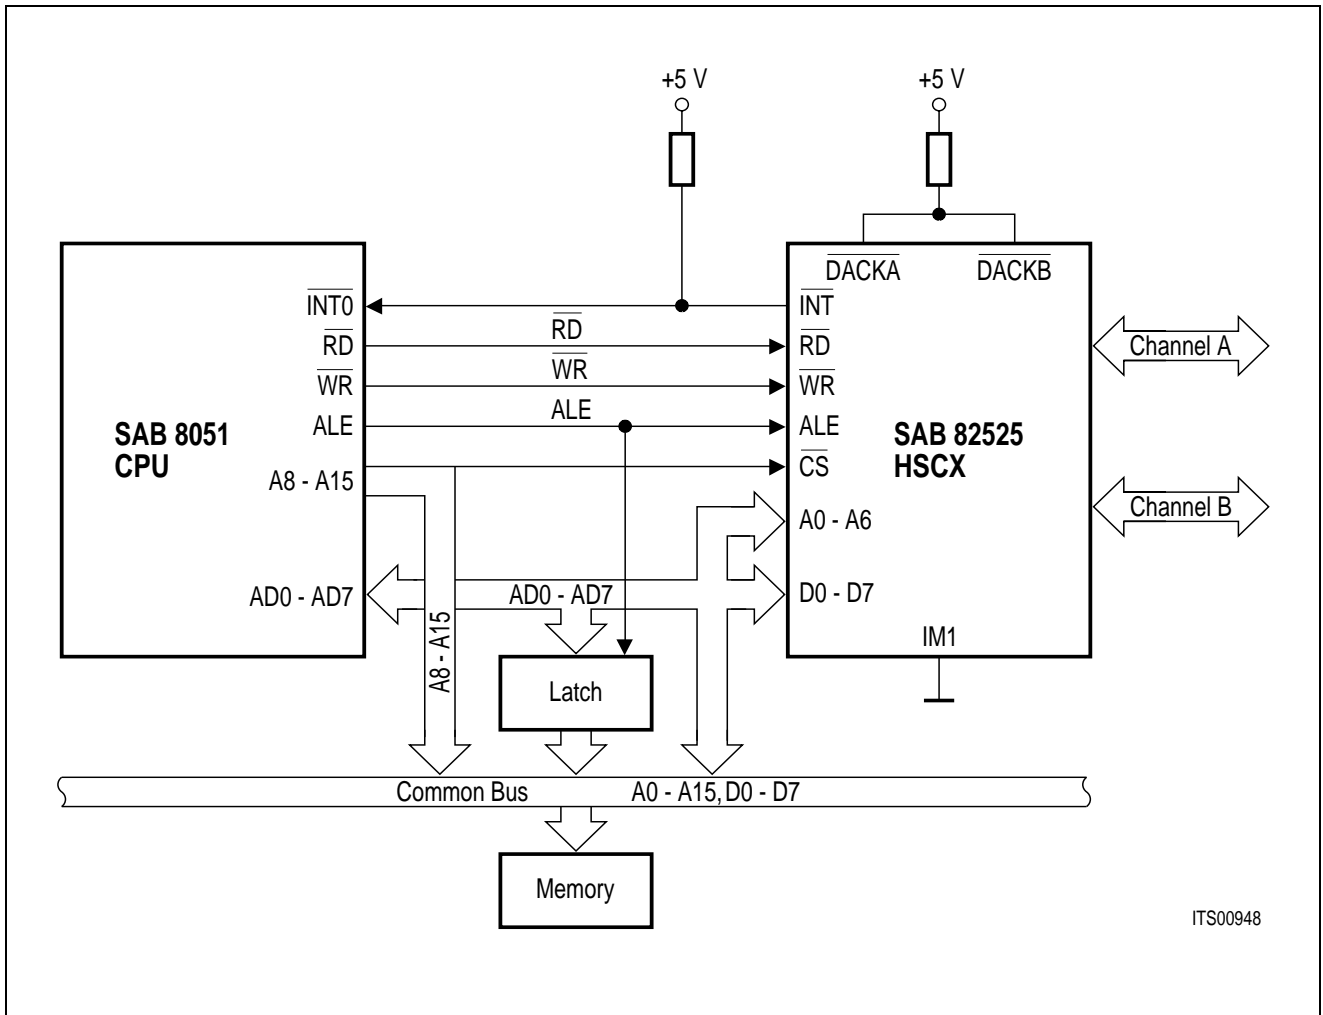 +5 V
+5 V
DACKA
DACKB
INT0
INT
RD
RD
RD
WR
WR
WR
ALE
ALE
ALE
SAB 8051
CPU
SAB 82525
HSCX
CS
A8 - A15
A0 - A6
AD0 - AD7
AD0 - AD7
D0 - D7
A8 - A15
Channel A
Channel B
IM1
Latch
Common Bus
A0 - A15, D0 - D7
Memory
ITS00948